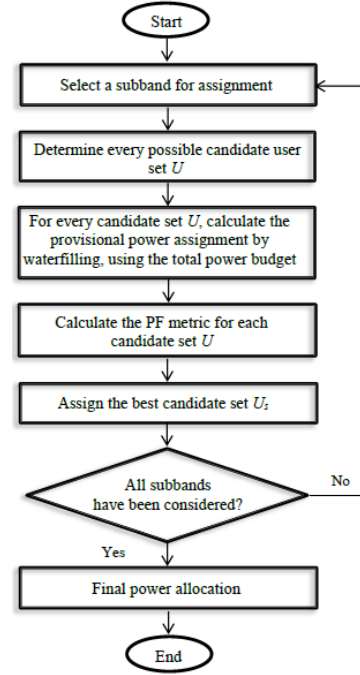 Start
Select a subband for assignment
Determine every possible candidate user
set U
For every candidate set U, calculate the
provisional power assignment by
waterfilling, using the total power budget
Calculate the PF metric for each
candidate set U
Assign the best candidate set Us
All subbands
have been considered?
No
Yes
Final power allocation
End